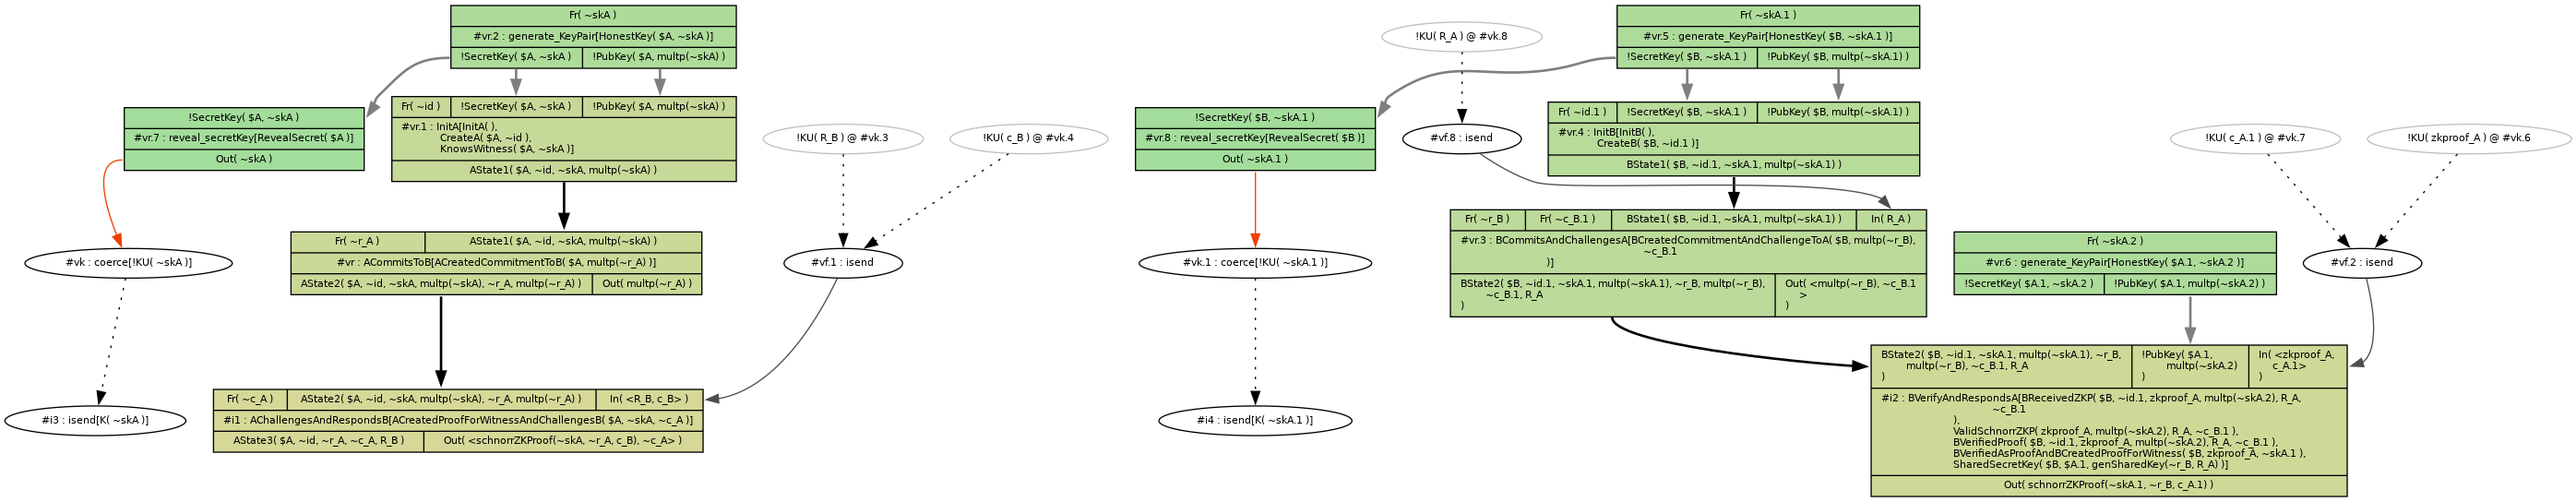 Fr( ~skA )
#vr.2 : generate_KeyPair[HonestKey( $A, ~skA )]
!SecretKey( $A, ~skA )
!PubKey( $A, multp(~skA) )
!SecretKey( $A, ~skA )
#vr.7 : reveal_secretKey[RevealSecret( $A )]
Out( ~skA )
Fr( ~id )
!SecretKey( $A, ~skA )
!PubKey( $A, multp(~skA) )
#vr.1 : InitA[InitA( ),
CreateA( $A, ~id ),
KnowsWitness( $A, ~skA )]
AState1( $A, ~id, ~skA, multp(~skA) )
!KU( R_B ) @ #vk.3
!KU( c_B ) @ #vk.4
#vk : coerce[!KU( ~skA )]
Fr( ~r_A )
AState1( $A, ~id, ~skA, multp(~skA) )
#vr : ACommitsToB[ACreatedCommitmentToB( $A, multp(~r_A) )]
AState2( $A, ~id, ~skA, multp(~skA), ~r_A, multp(~r_A) )
Out( multp(~r_A) )
#vf.1 : isend
#i3 : isend[K( ~skA )]
Fr( ~c_A )
AState2( $A, ~id, ~skA, multp(~skA), ~r_A, multp(~r_A) )
In( <R_B, c_B> )
#i1 : AChallengesAndRespondsB[ACreatedProofForWitnessAndChallengesB( $A, ~skA, ~c_A )]
AState3( $A, ~id, ~r_A, ~c_A, R_B )
Out( <schnorrZKProof(~skA, ~r_A, c_B), ~c_A> )
!KU( R_A ) @ #vk.8
Fr( ~skA.1 )
#vr.5 : generate_KeyPair[HonestKey( $B, ~skA.1 )]
!SecretKey( $B, ~skA.1 )
!PubKey( $B, multp(~skA.1) )
!SecretKey( $B, ~skA.1 )
#vr.8 : reveal_secretKey[RevealSecret( $B )]
Out( ~skA.1 )
#vf.8 : isend
Fr( ~id.1 )
!SecretKey( $B, ~skA.1 )
!PubKey( $B, multp(~skA.1) )
#vr.4 : InitB[InitB( ),
CreateB( $B, ~id.1 )]
BState1( $B, ~id.1, ~skA.1, multp(~skA.1) )
!KU( c_A.1 ) @ #vk.7
!KU( zkproof_A ) @ #vk.6
#vk.1 : coerce[!KU( ~skA.1 )]
Fr( ~r_B )
Fr( ~c_B.1 )
BState1( $B, ~id.1, ~skA.1, multp(~skA.1) )
In( R_A )
#vr.3 : BCommitsAndChallengesA[BCreatedCommitmentAndChallengeToA( $B, multp(~r_B),
~c_B.1
)]
BState2( $B, ~id.1, ~skA.1, multp(~skA.1), ~r_B, multp(~r_B),
~c_B.1, R_A
)
Out( <multp(~r_B), ~c_B.1
>
)
Fr( ~skA.2 )
#vr.6 : generate_KeyPair[HonestKey( $A.1, ~skA.2 )]
!SecretKey( $A.1, ~skA.2 )
!PubKey( $A.1, multp(~skA.2) )
#vf.2 : isend
#i4 : isend[K( ~skA.1 )]
BState2( $B, ~id.1, ~skA.1, multp(~skA.1), ~r_B,
multp(~r_B), ~c_B.1, R_A
)
!PubKey( $A.1,
multp(~skA.2)
)
In( <zkproof_A,
c_A.1>
)
#i2 : BVerifyAndRespondsA[BReceivedZKP( $B, ~id.1, zkproof_A, multp(~skA.2), R_A,
~c_B.1
),
ValidSchnorrZKP( zkproof_A, multp(~skA.2), R_A, ~c_B.1 ),
BVerifiedProof( $B, ~id.1, zkproof_A, multp(~skA.2), R_A, ~c_B.1 ),
BVerifiedAsProofAndBCreatedProofForWitness( $B, zkproof_A, ~skA.1 ),
SharedSecretKey( $B, $A.1, genSharedKey(~r_B, R_A) )]
Out( schnorrZKProof(~skA.1, ~r_B, c_A.1) )